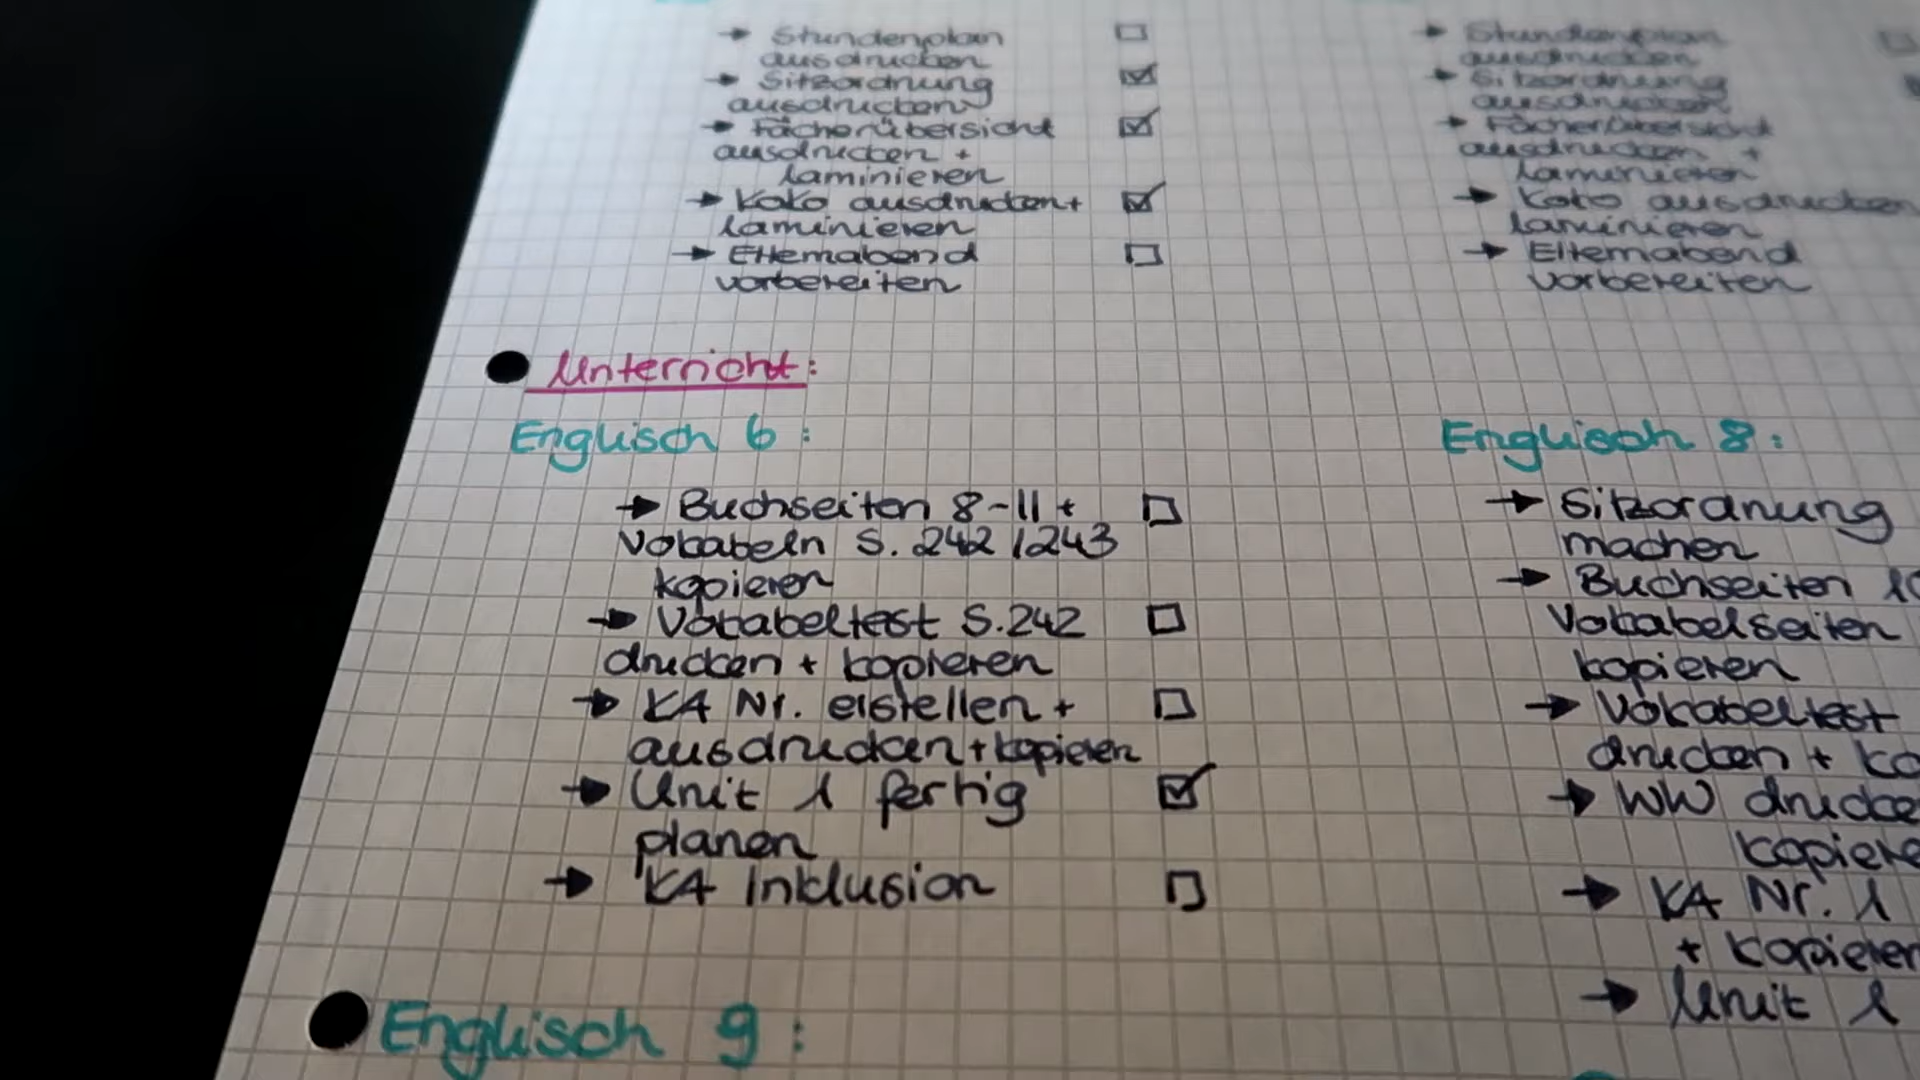 → Stundenplan
ausdrucken
→ Sitzordnung
ausdrucken
→ Fächerübersicht
ausdrucken +
laminieren
→ Koko ausdrucken +
laminieren
→ Elternabend
vorbereiten
→ Stundenplan
ausdrucken
→ Sitzordnung
ausdrucken
→ Fächerübersicht
ausdrucken +
laminieren
→ Koko ausdrucken
laminieren
→ Elternabend
vorbereiten
Unterricht:
Englisch 6:
→ Buchseiten 8-11 +
Vokabeln S. 242/243
kopieren
→ Vokabeltest S.242
drucken + kopieren
→ KA Nr. erstellen +
ausdrucken + kopieren
→ Unit 1 fertig
planen
→ KA Inklusion
Englisch 8:
→ Sitzordnung
machen
→ Buchseiten
Vokabelseiten
kopieren
→ Vokabeltest
drucken +
→ WW
→ KA Nr. 1
+
→ Unit 1
Englisch 9: